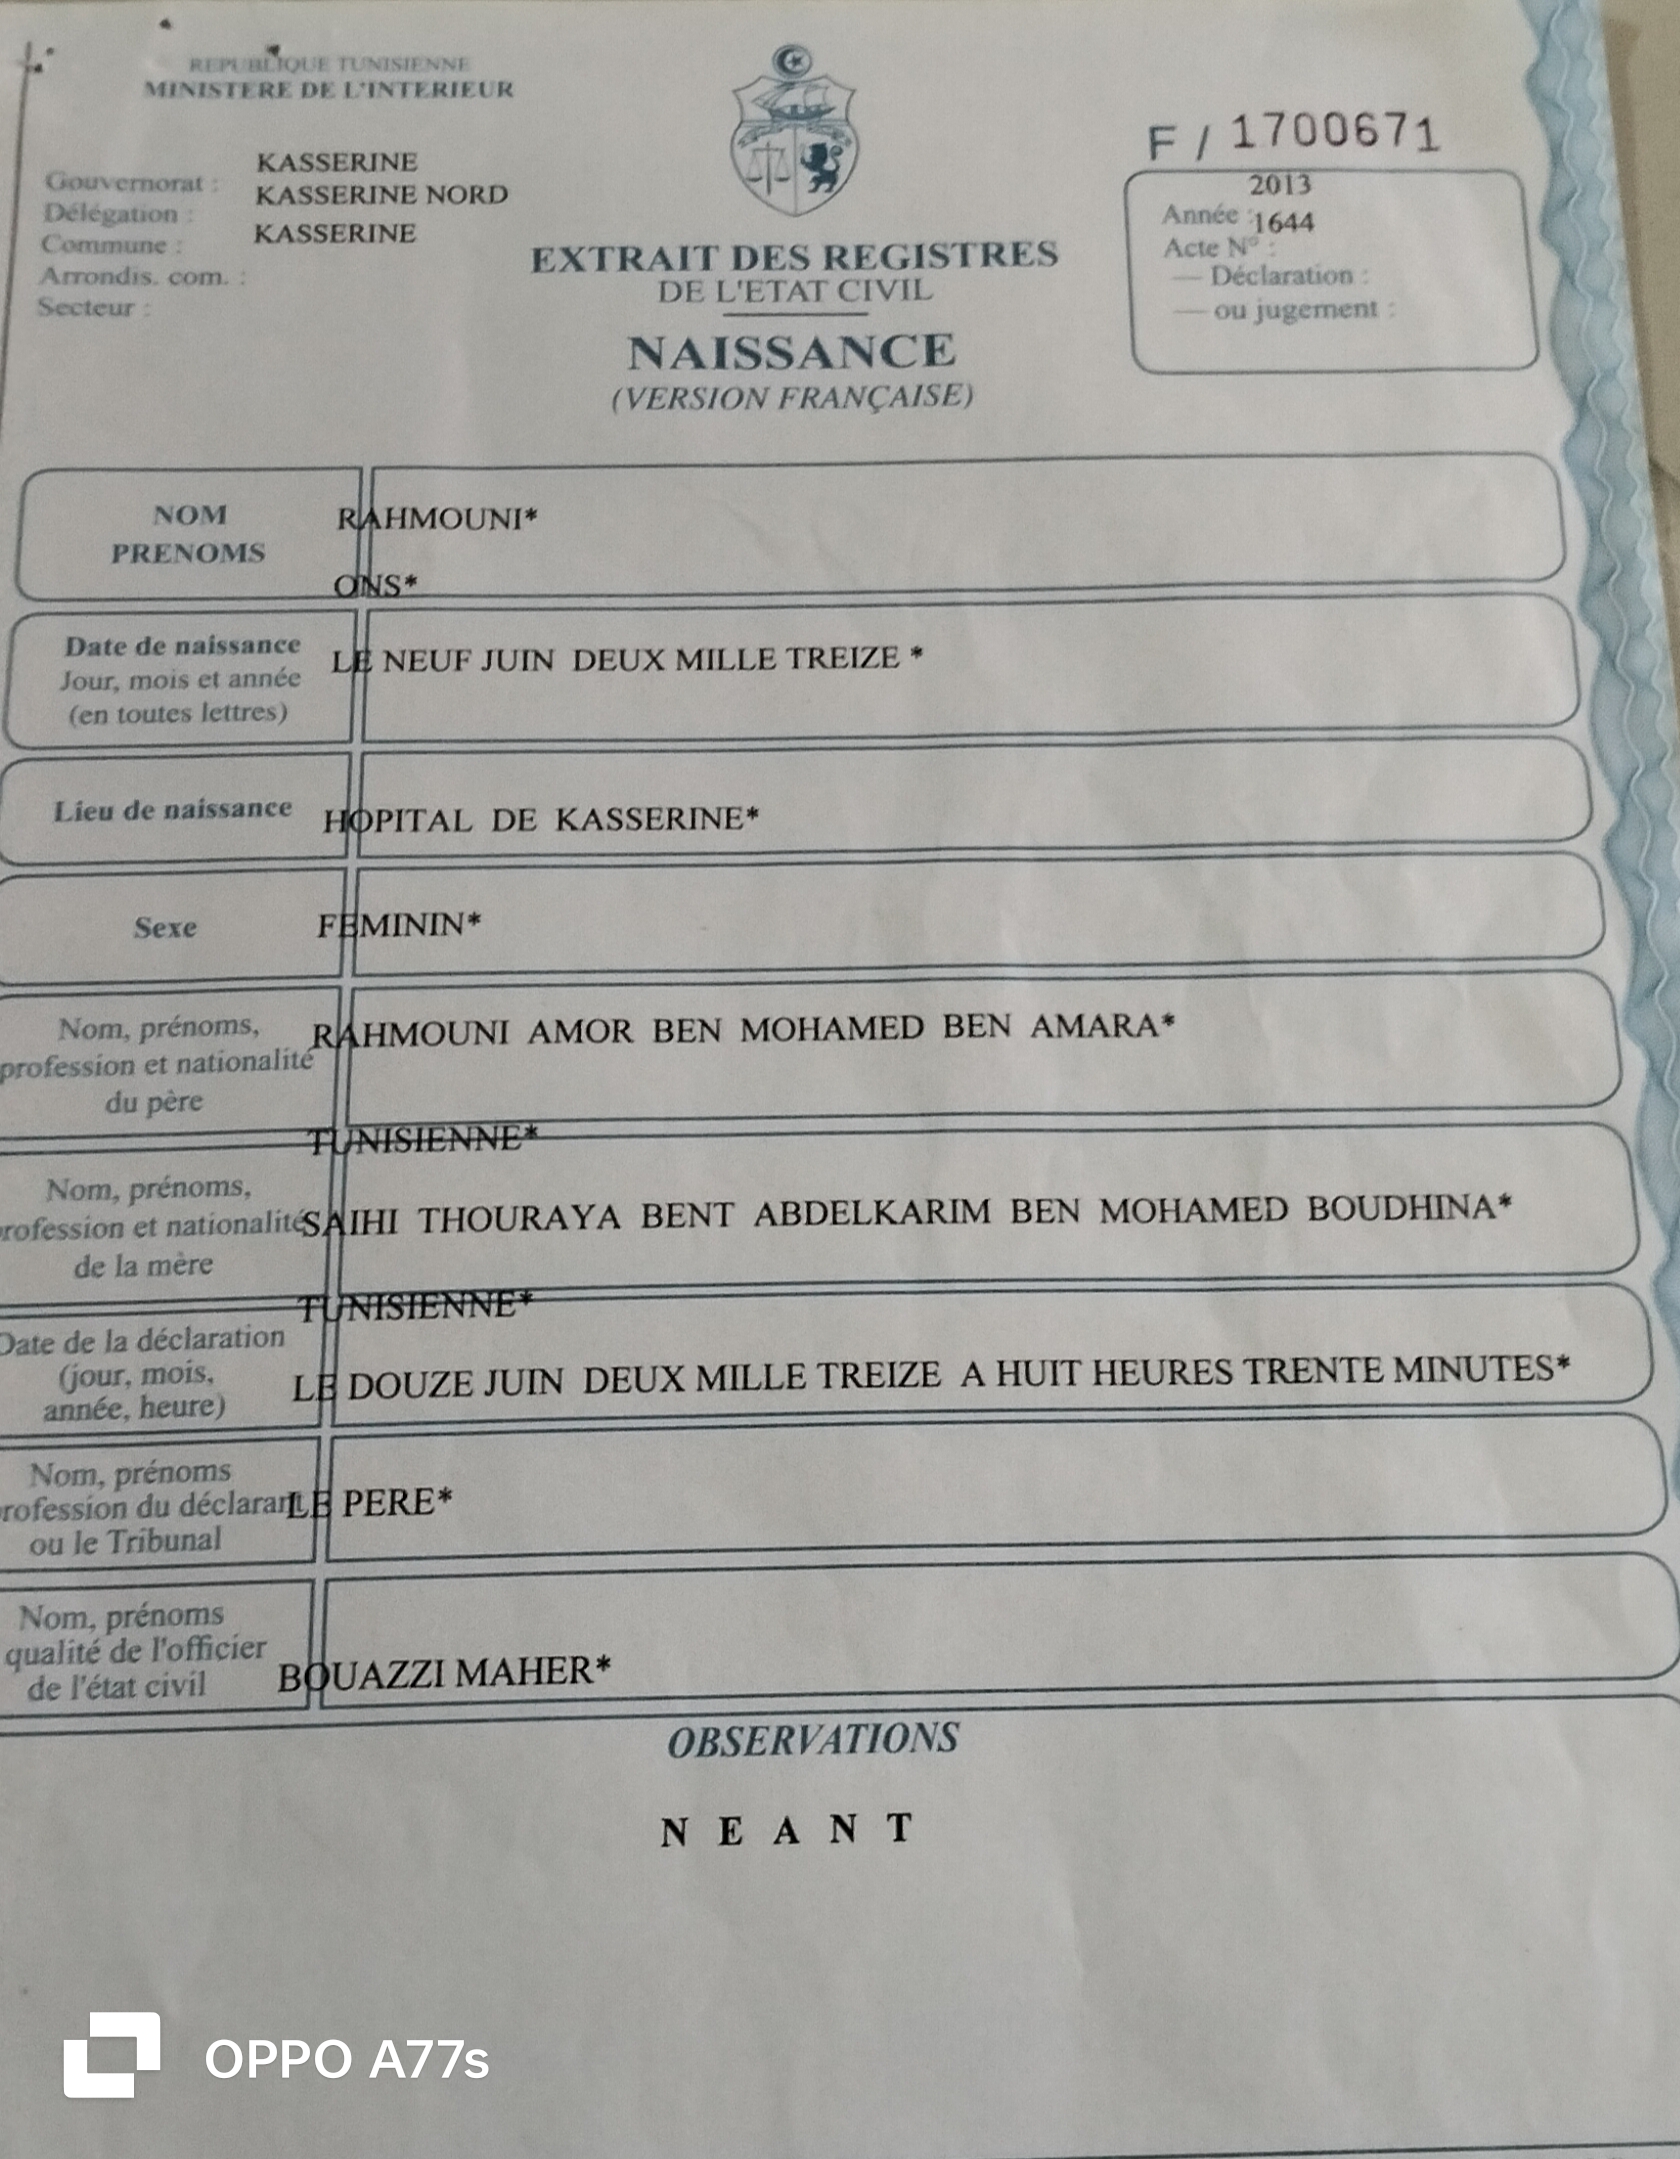 REPUBLIQUE TUNISIENNE
MINISTERE DE L'INTERIEUR
Gouvernorat : KASSERINE
Délégation : KASSERINE NORD
Commune : KASSERINE
Arrondis. com. :
Secteur :
F / 1700671
2013
Année :
1644
Acte N° :
— Déclaration :
— ou jugement :
EXTRAIT DES REGISTRES
DE L'ETAT CIVIL
NAISSANCE
(VERSION FRANÇAISE)
NOM
PRENOMS
RAHMOUNI*
ONS*
Date de naissance
Jour, mois et année
(en toutes lettres)
LE NEUF JUIN DEUX MILLE TREIZE *
Lieu de naissance
HOPITAL DE KASSERINE*
Sexe
FEMININ*
Nom, prénoms,
profession et nationalité
du père
RAHMOUNI AMOR BEN MOHAMED BEN AMARA*
TUNISIENNE*
Nom, prénoms,
rofession et nationalité
de la mère
SAIHI THOURAYA BENT ABDELKARIM BEN MOHAMED BOUDHINA*
TUNISIENNE*
Date de la déclaration
(jour, mois,
année, heure)
LE DOUZE JUIN DEUX MILLE TREIZE A HUIT HEURES TRENTE MINUTES*
Nom, prénoms
rofession du déclarant
ou le Tribunal
LE PERE*
Nom, prénoms
qualité de l'officier
de l'état civil
BOUAZZI MAHER*
OBSERVATIONS
N E A N T
OPPO A77s